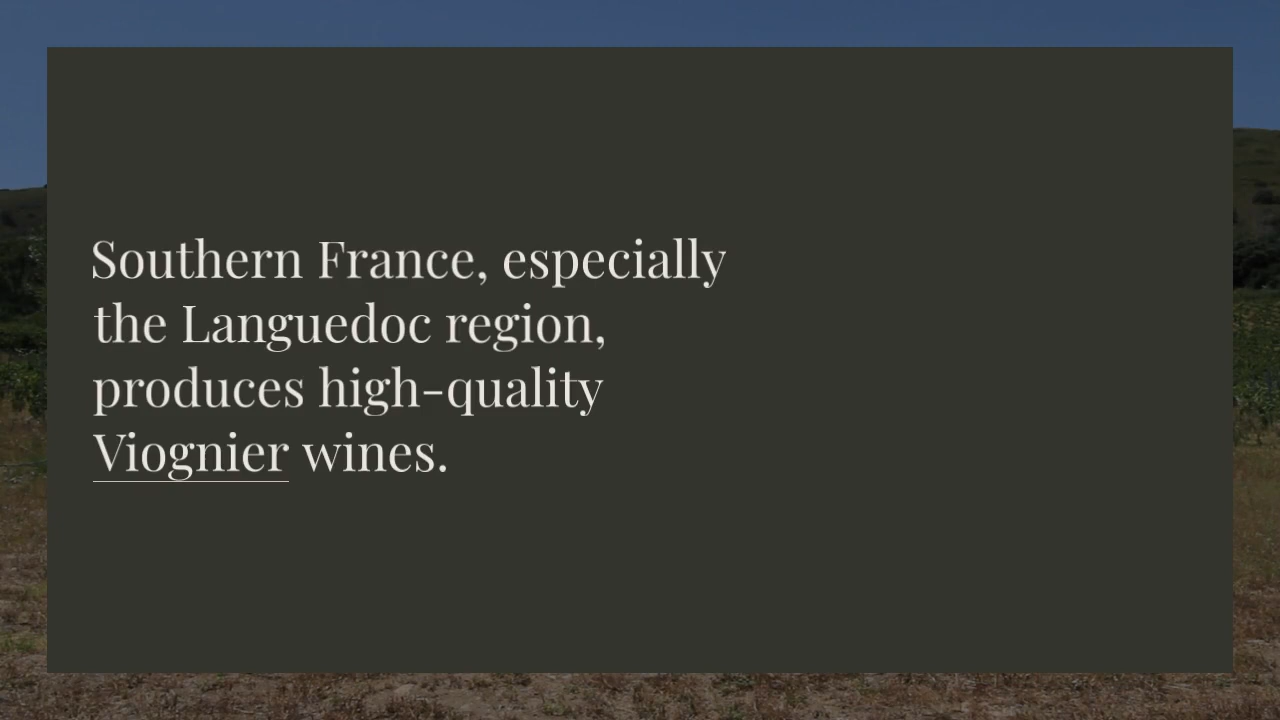 Southern France, especially
the Languedoc region,
produces high-quality
Viognier wines.